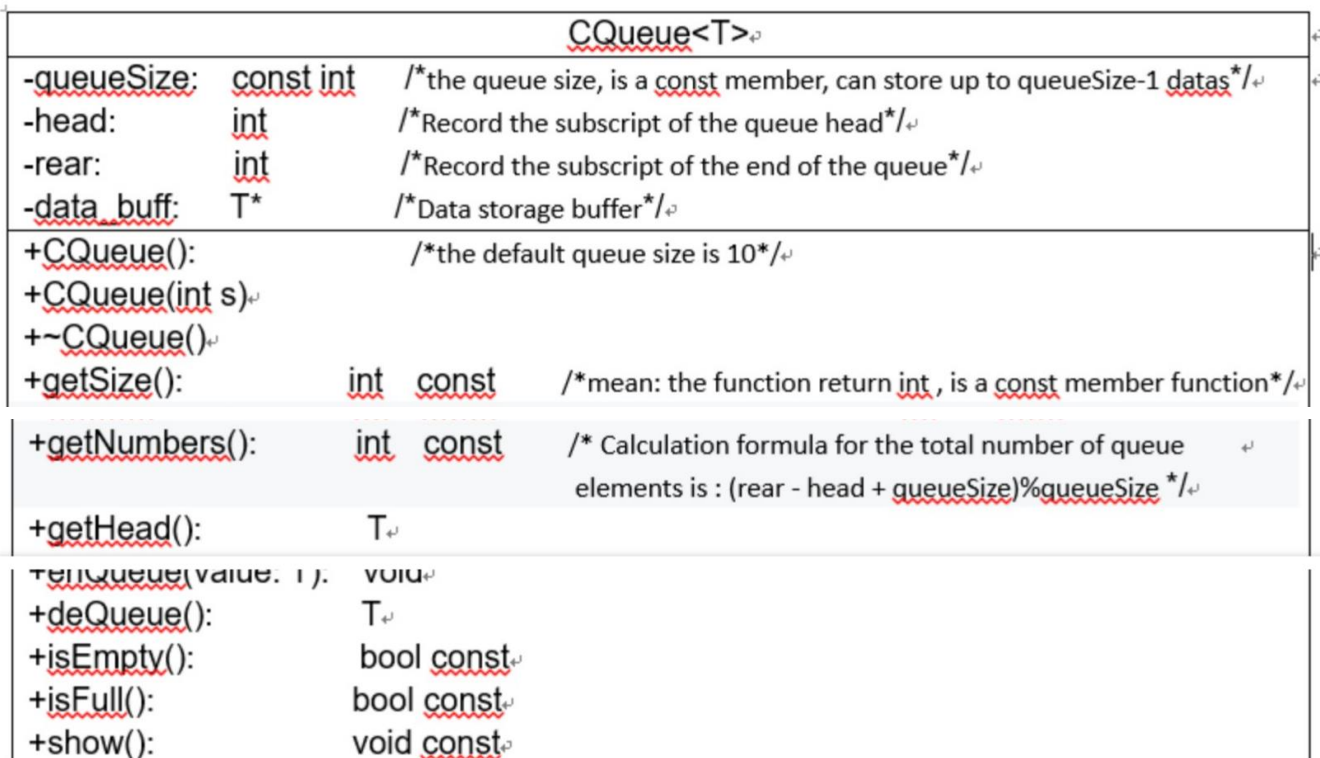 CQueue<T>
-queueSize: const int /*the queue size, is a const member, can store up to queueSize-1 datas*/
-head: int /*Record the subscript of the queue head*/
-rear: int /*Record the subscript of the end of the queue*/
-data_buff: T* /*Data storage buffer*/
+CQueue(): /*the default queue size is 10*/
+CQueue(int s)
+~CQueue()
+getSize(): int const /*mean: the function return int , is a const member function*/
+getNumbers(): int const /* Calculation formula for the total number of queue
elements is : (rear - head + queueSize)%queueSize */
+getHead(): T
+enQueue(value: T): void
+deQueue(): T
+isEmpty(): bool const
+isFull(): bool const
+show(): void const